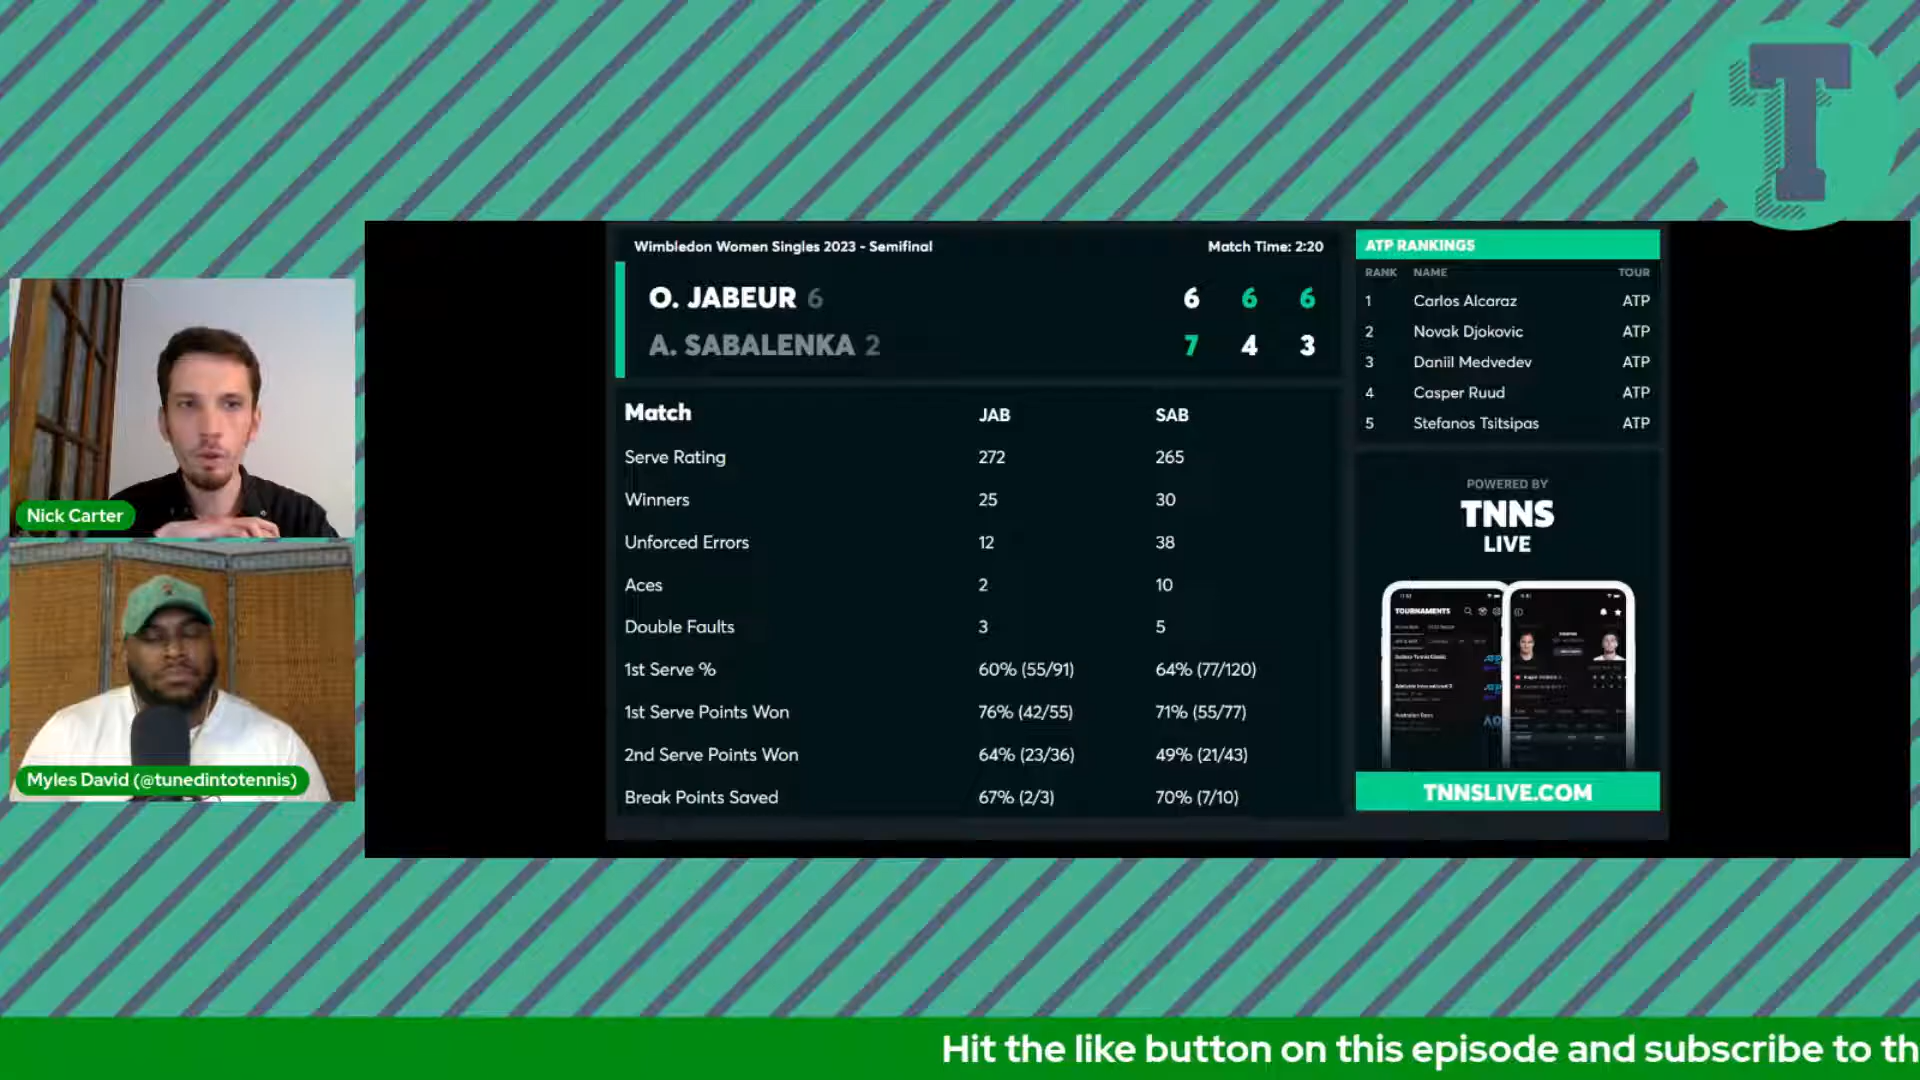 T
Nick Carter
Myles David (@tunedintotennis)
Wimbledon Women Singles 2023 - Semifinal
Match Time: 2:20
O. JABEUR 6 6 6 6
A. SABALENKA 2 7 4 3
Match JAB SAB
Serve Rating 272 265
Winners 25 30
Unforced Errors 12 38
Aces 2 10
Double Faults 3 5
1st Serve % 60% (55/91) 64% (77/120)
1st Serve Points Won 76% (42/55) 71% (55/77)
2nd Serve Points Won 64% (23/36) 49% (21/43)
Break Points Saved 67% (2/3) 70% (7/10)
ATP RANKINGS
RANK NAME TOUR
1 Carlos Alcaraz ATP
2 Novak Djokovic ATP
3 Daniil Medvedev ATP
4 Casper Ruud ATP
5 Stefanos Tsitsipas ATP
POWERED BY
TNNS
LIVE
TOURNAMENTS
TNNSLIVE.COM
Hit the like button on this episode and subscribe to th